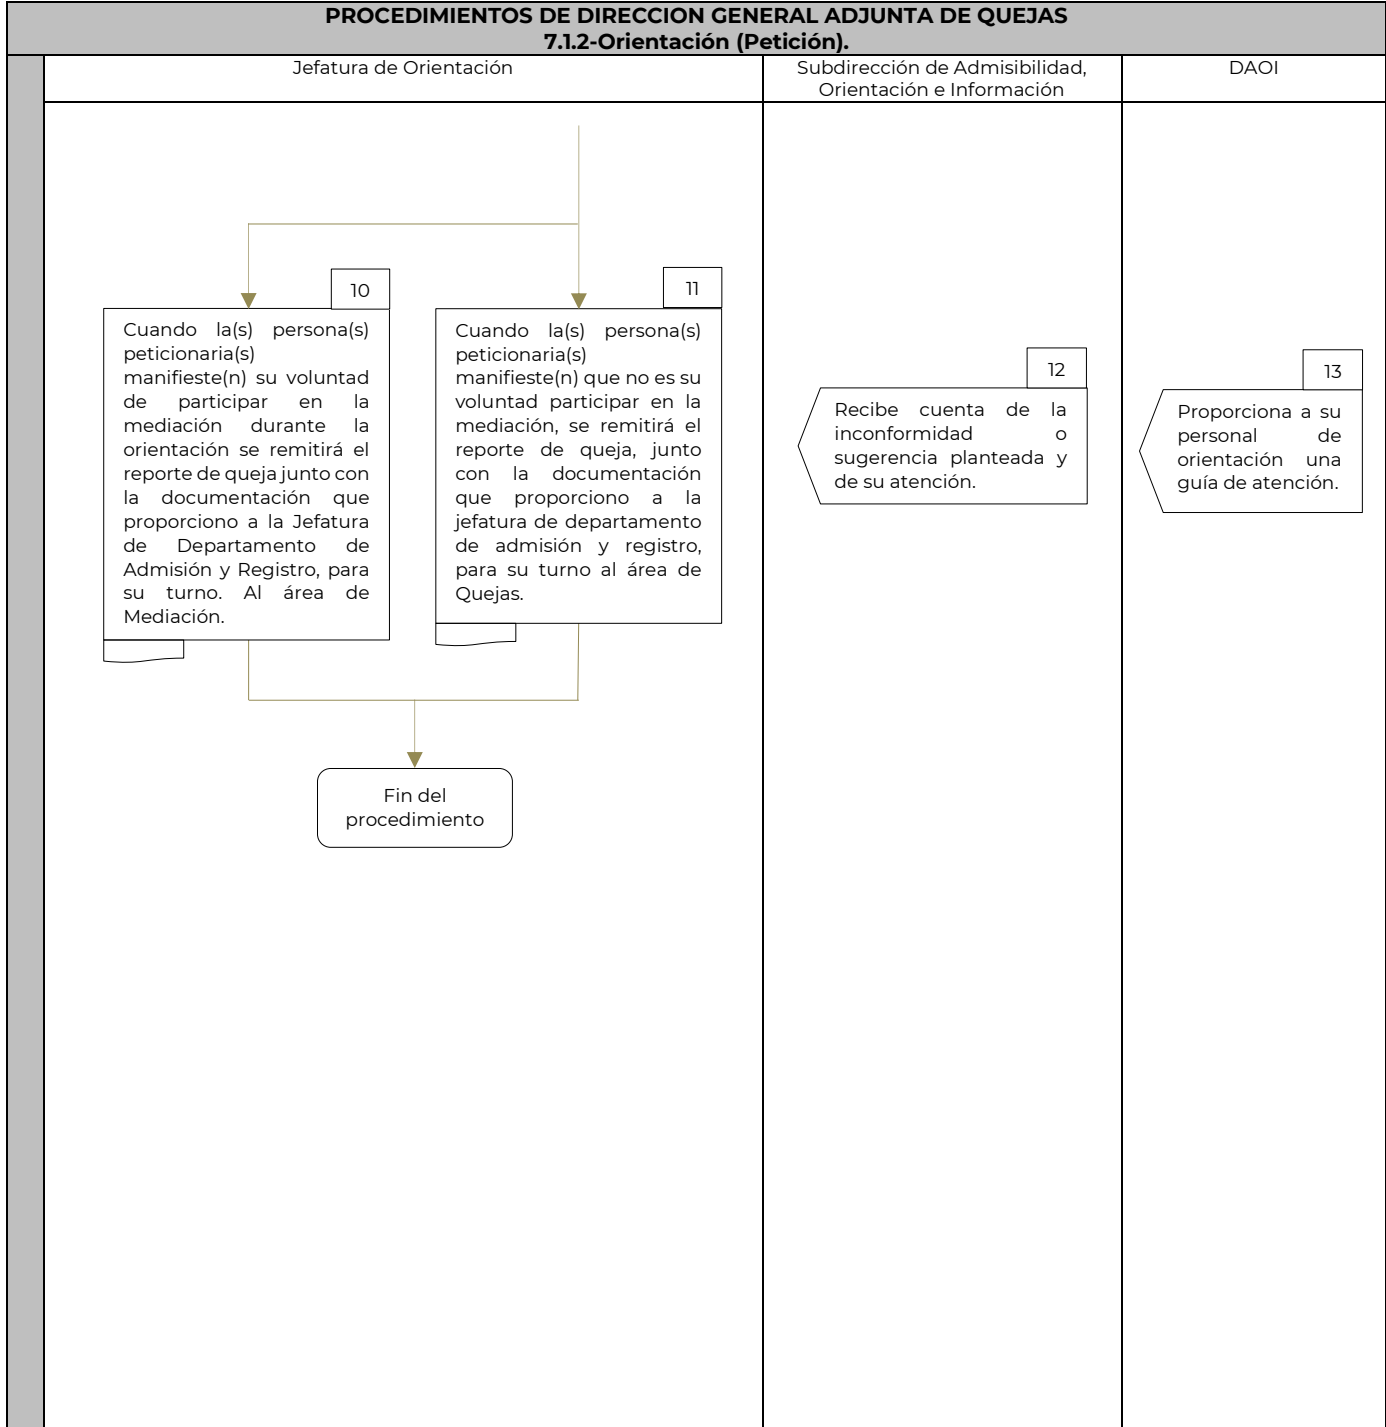 PROCEDIMIENTOS DE DIRECCION GENERAL ADJUNTA DE QUEJAS
7.1.2-Orientación (Petición).
Jefatura de Orientación
Subdirección de Admisibilidad,
Orientación e Información
DAOI
10
Cuando la(s) persona(s)
peticionaria(s)
manifieste(n) su voluntad
de participar en la
mediación durante la
orientación se remitirá el
reporte de queja junto con
la documentación que
proporciono a la Jefatura
de Departamento de
Admisión y Registro, para
su turno. Al área de
Mediación.
11
Cuando la(s) persona(s)
peticionaria(s)
manifieste(n) que no es su
voluntad participar en la
mediación, se remitirá el
reporte de queja, junto
con la documentación
que proporciono a la
jefatura de departamento
de admisión y registro,
para su turno al área de
Quejas.
12
Recibe cuenta de la
inconformidad o
sugerencia planteada y
de su atención.
13
Proporciona a su
personal de
orientación una
guía de atención.
Fin del
procedimiento